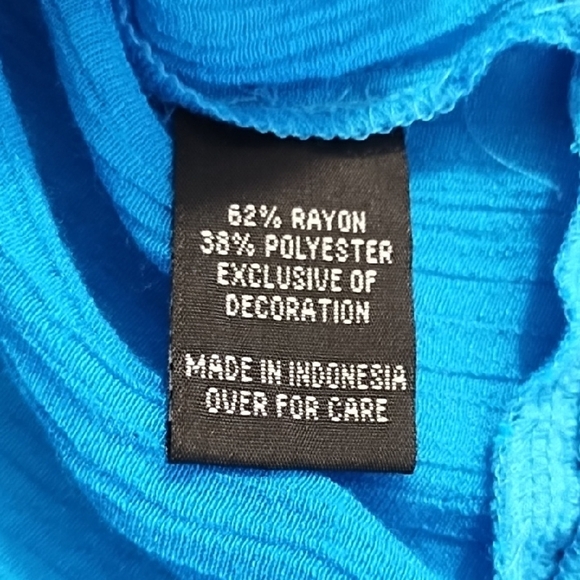 62% RAYON
38% POLYESTER
EXCLUSIVE OF
DECORATION
MADE IN INDONESIA
OVER FOR CARE